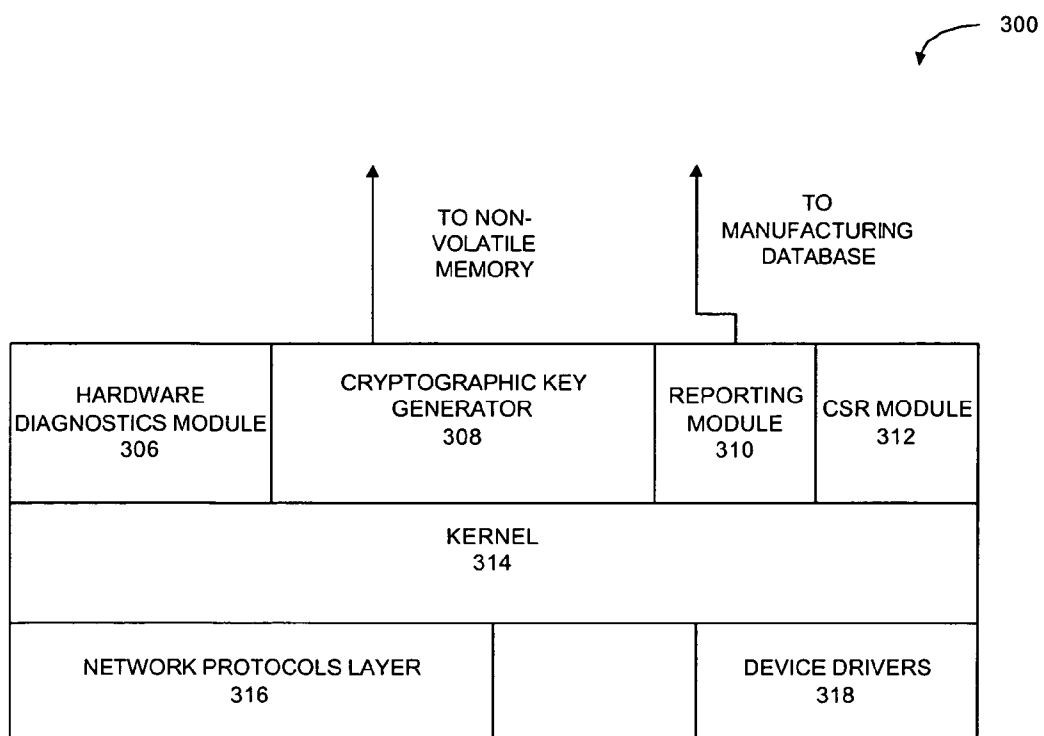 300
TO NON-
VOLATILE
MEMORY
TO
MANUFACTURING
DATABASE
HARDWARE
DIAGNOSTICS MODULE
306
CRYPTOGRAPHIC KEY
GENERATOR
308
REPORTING
MODULE
310
CSR MODULE
312
KERNEL
314
NETWORK PROTOCOLS LAYER
316
DEVICE DRIVERS
318